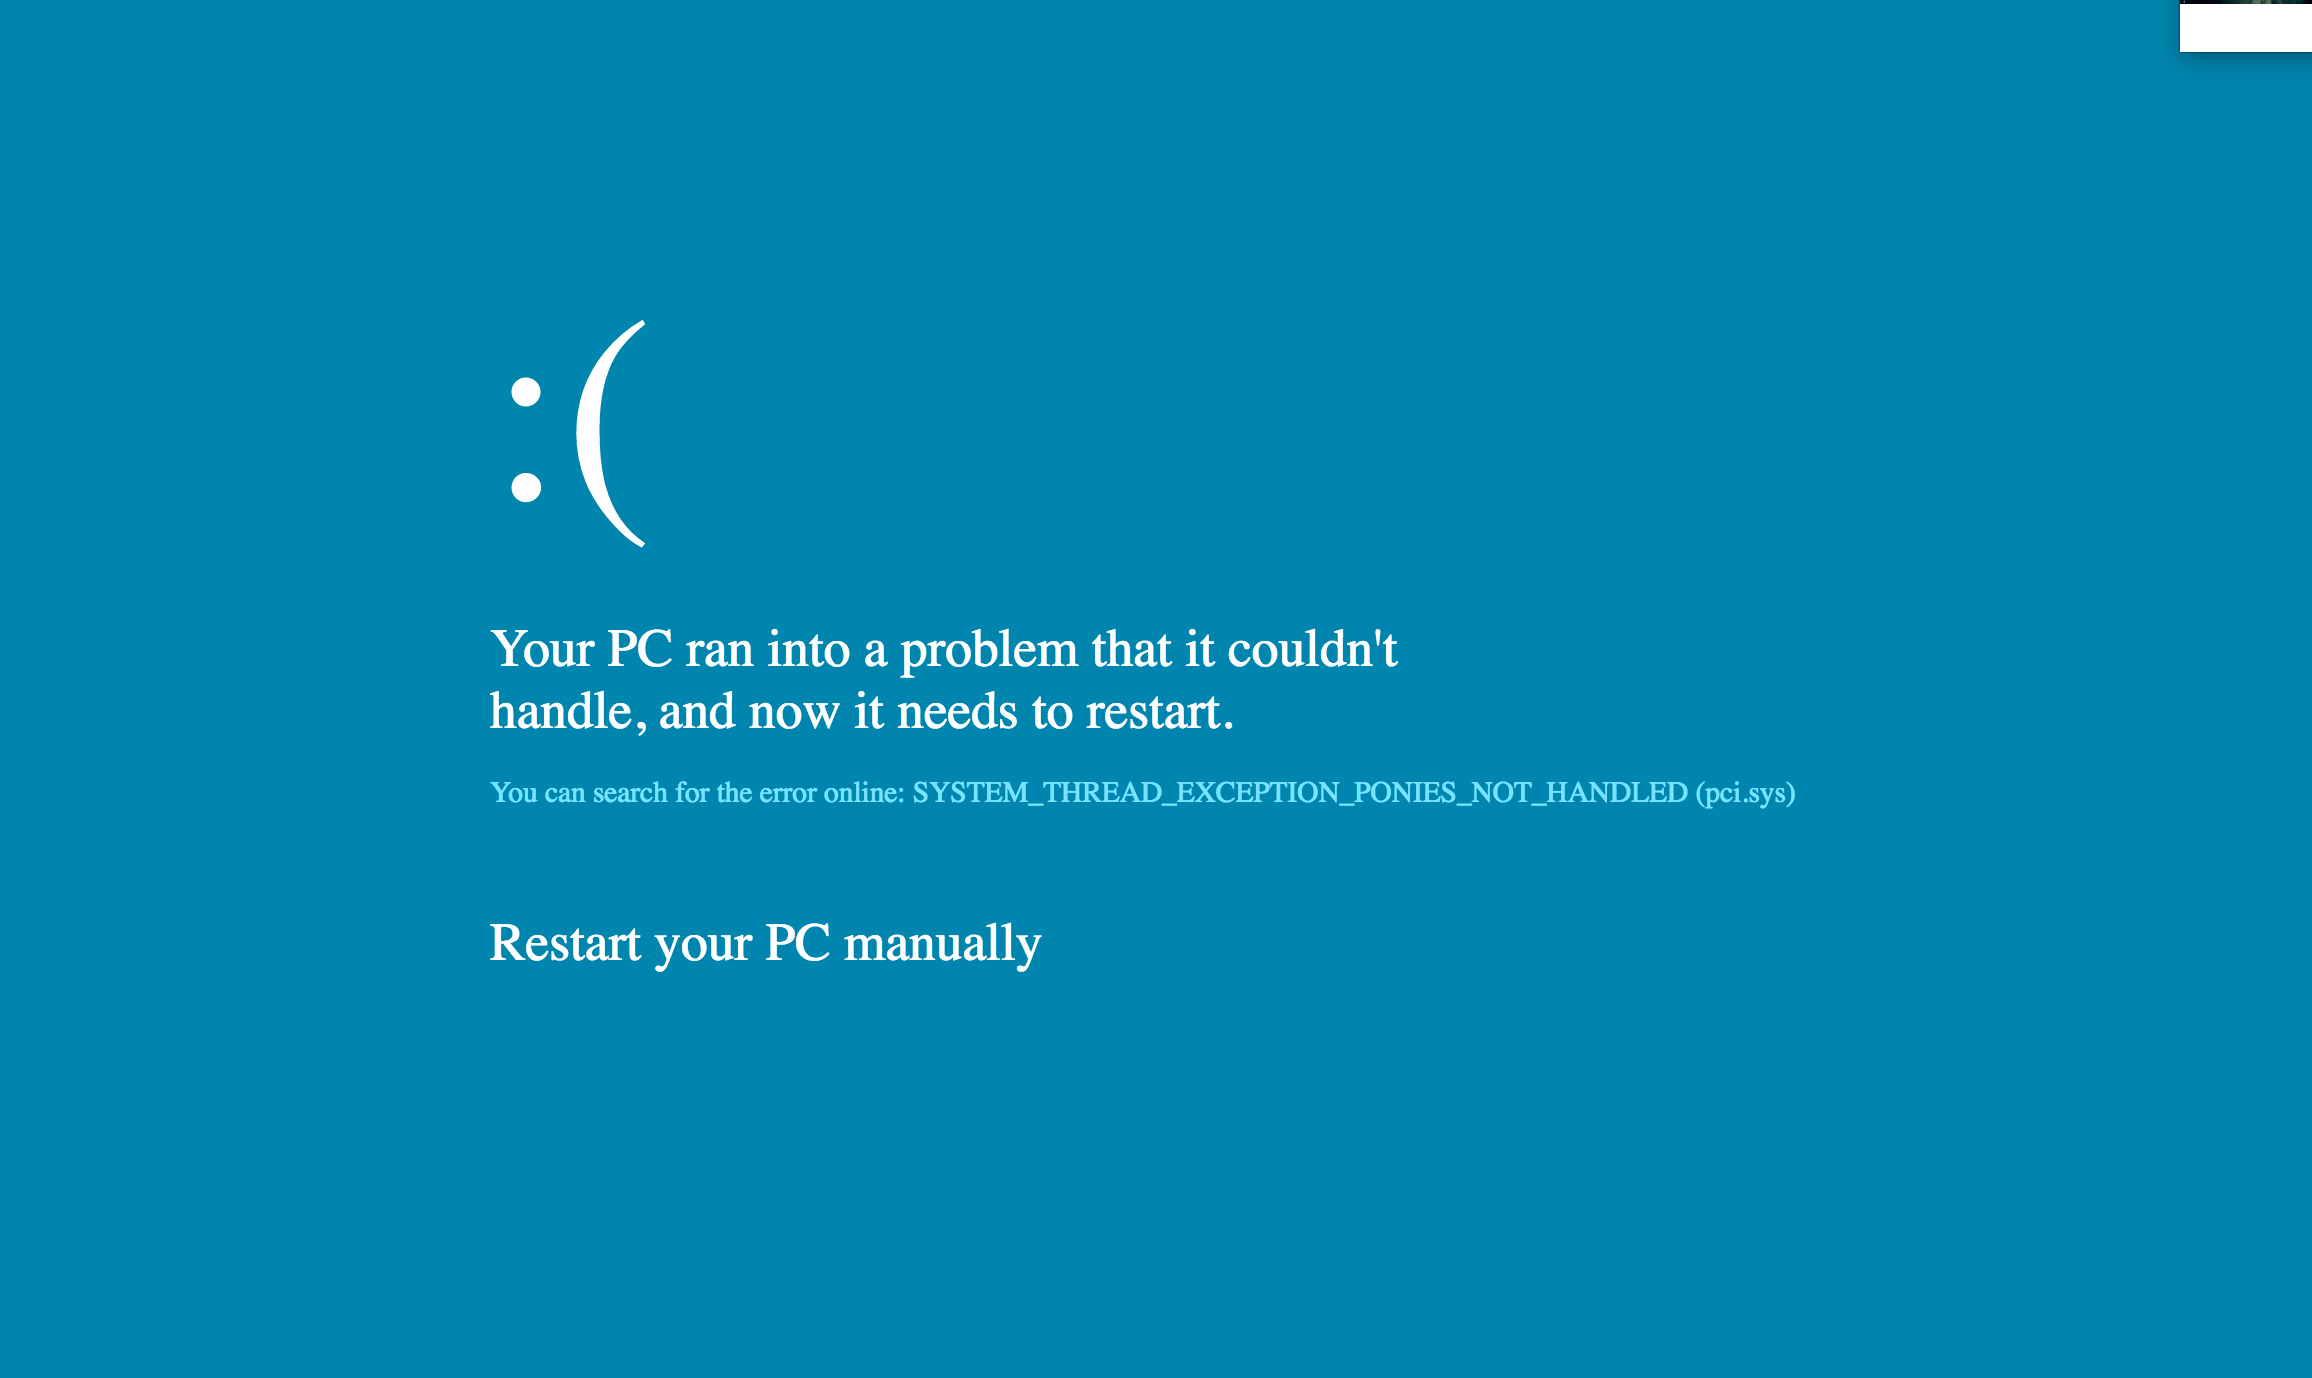 :(
Your PC ran into a problem that it couldn't
handle, and now it needs to restart.
You can search for the error online: SYSTEM_THREAD_EXCEPTION_PONIES_NOT_HANDLED (pci.sys)
Restart your PC manually